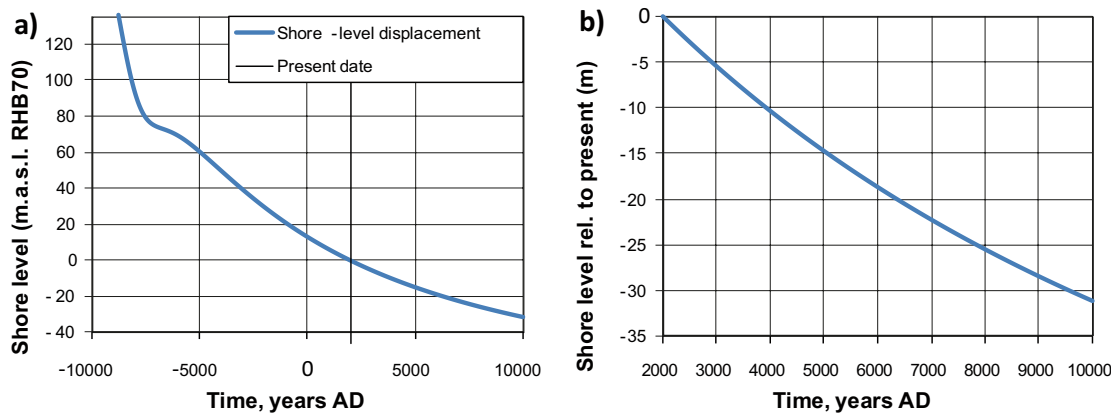 a)
Shore level (m.a.s.l. RHB70)
120
100
80
60
40
20
0
- 20
- 40
Shore -level displacement
Present date
-10000 -5000 0 5000 10000
Time, years AD
b)
Shore level rel. to present (m)
0
-5
-10
-15
-20
-25
-30
-35
2000 3000 4000 5000 6000 7000 8000 9000 10000
Time, years AD